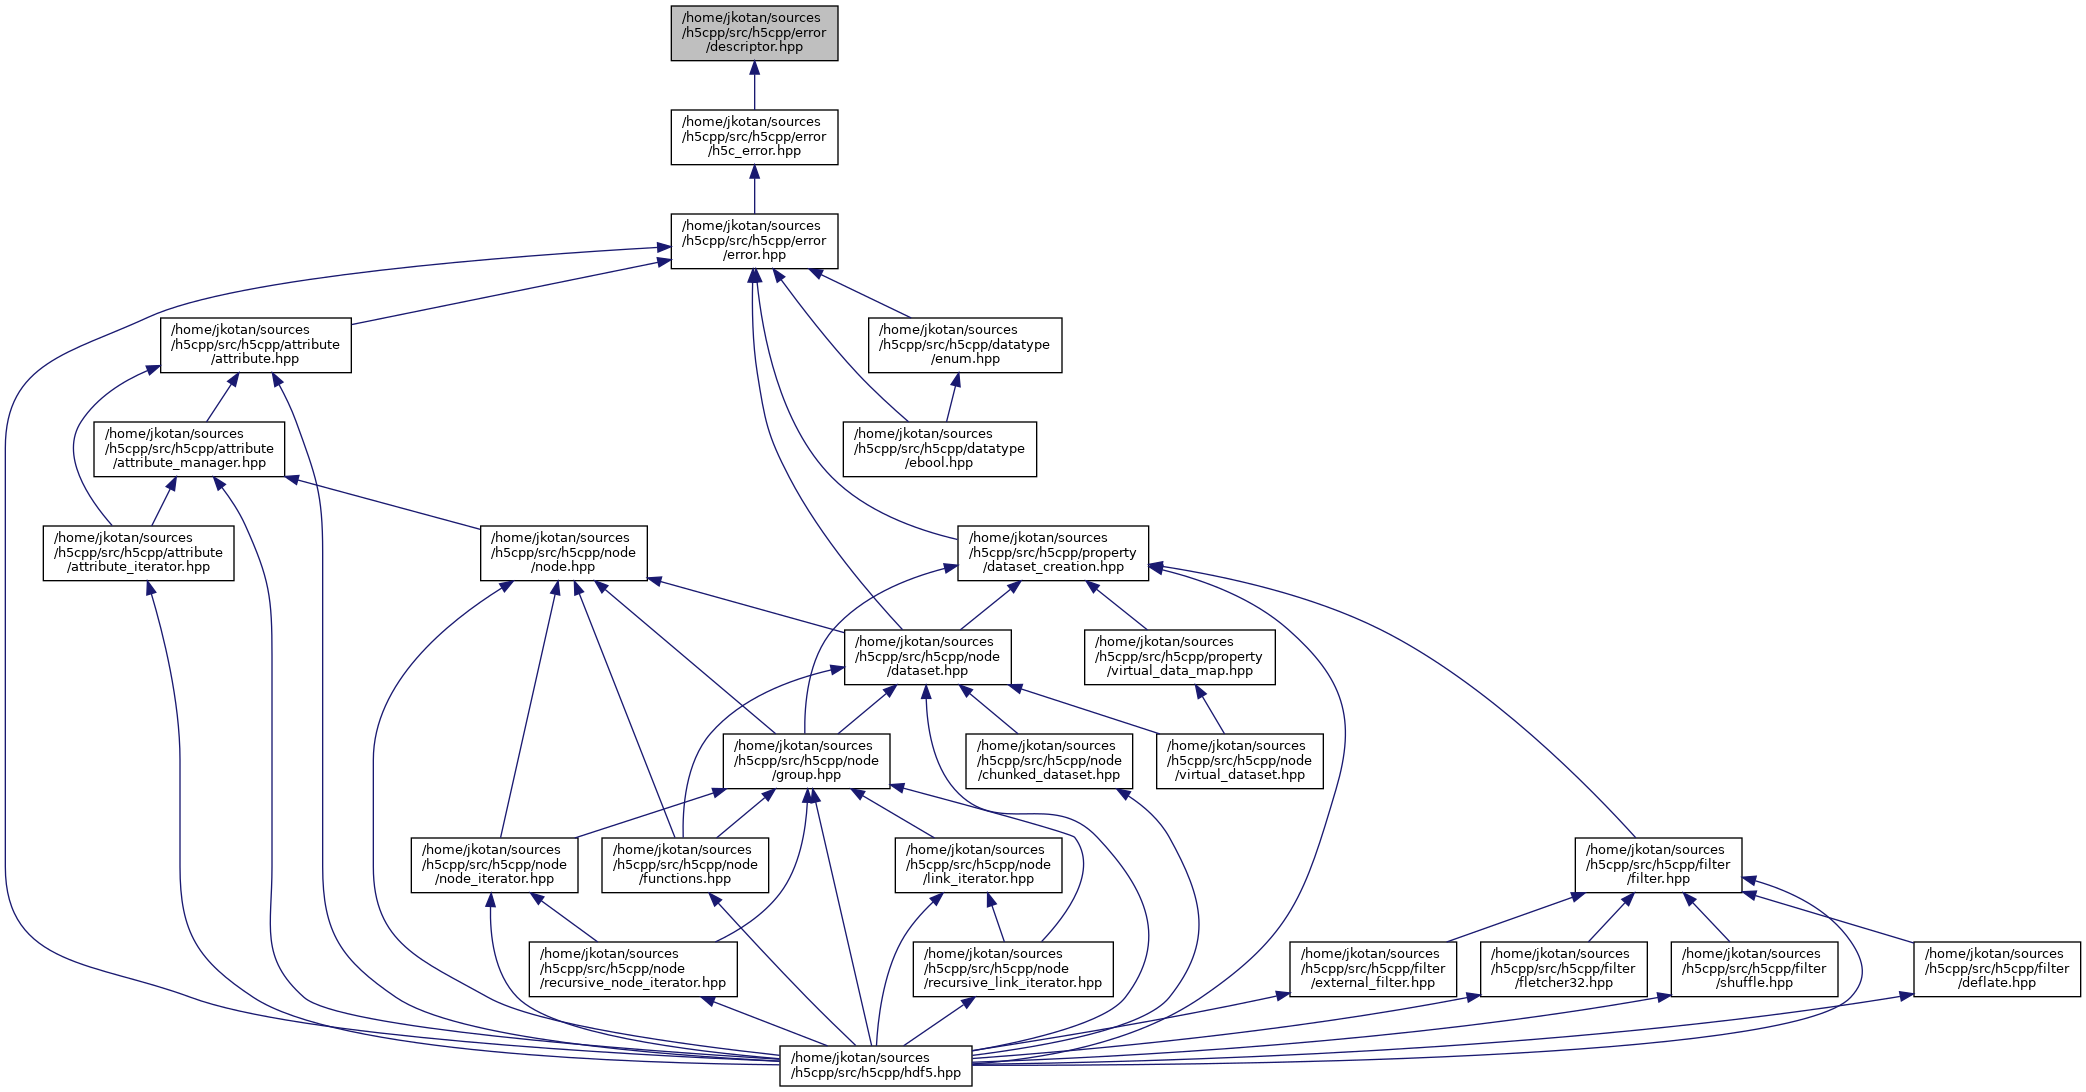 /home/jkotan/sources
/h5cpp/src/h5cpp/error
/descriptor.hpp
/home/jkotan/sources
/h5cpp/src/h5cpp/error
/h5c_error.hpp
/home/jkotan/sources
/h5cpp/src/h5cpp/error
/error.hpp
/home/jkotan/sources
/h5cpp/src/h5cpp/attribute
/attribute.hpp
/home/jkotan/sources
/h5cpp/src/h5cpp/datatype
/enum.hpp
/home/jkotan/sources
/h5cpp/src/h5cpp/attribute
/attribute_manager.hpp
/home/jkotan/sources
/h5cpp/src/h5cpp/datatype
/ebool.hpp
/home/jkotan/sources
/h5cpp/src/h5cpp/attribute
/attribute_iterator.hpp
/home/jkotan/sources
/h5cpp/src/h5cpp/node
/node.hpp
/home/jkotan/sources
/h5cpp/src/h5cpp/property
/dataset_creation.hpp
/home/jkotan/sources
/h5cpp/src/h5cpp/node
/dataset.hpp
/home/jkotan/sources
/h5cpp/src/h5cpp/property
/virtual_data_map.hpp
/home/jkotan/sources
/h5cpp/src/h5cpp/node
/group.hpp
/home/jkotan/sources
/h5cpp/src/h5cpp/node
/chunked_dataset.hpp
/home/jkotan/sources
/h5cpp/src/h5cpp/node
/virtual_dataset.hpp
/home/jkotan/sources
/h5cpp/src/h5cpp/node
/node_iterator.hpp
/home/jkotan/sources
/h5cpp/src/h5cpp/node
/functions.hpp
/home/jkotan/sources
/h5cpp/src/h5cpp/node
/link_iterator.hpp
/home/jkotan/sources
/h5cpp/src/h5cpp/filter
/filter.hpp
/home/jkotan/sources
/h5cpp/src/h5cpp/node
/recursive_node_iterator.hpp
/home/jkotan/sources
/h5cpp/src/h5cpp/node
/recursive_link_iterator.hpp
/home/jkotan/sources
/h5cpp/src/h5cpp/filter
/external_filter.hpp
/home/jkotan/sources
/h5cpp/src/h5cpp/filter
/fletcher32.hpp
/home/jkotan/sources
/h5cpp/src/h5cpp/filter
/shuffle.hpp
/home/jkotan/sources
/h5cpp/src/h5cpp/filter
/deflate.hpp
/home/jkotan/sources
/h5cpp/src/h5cpp/hdf5.hpp